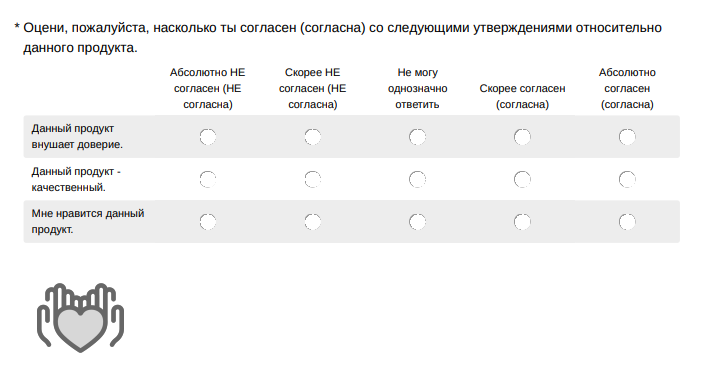 * Оцени, пожалуйста, насколько ты согласен (согласна) со следующими утверждениями относительно
данного продукта.
Абсолютно НЕ согласен (НЕ согласна)
Скорее НЕ согласен (НЕ согласна)
Не могу однозначно ответить
Скорее согласен (согласна)
Абсолютно согласен (согласна)
Данный продукт
внушает доверие.
Данный продукт -
качественный.
Мне нравится данный
продукт.